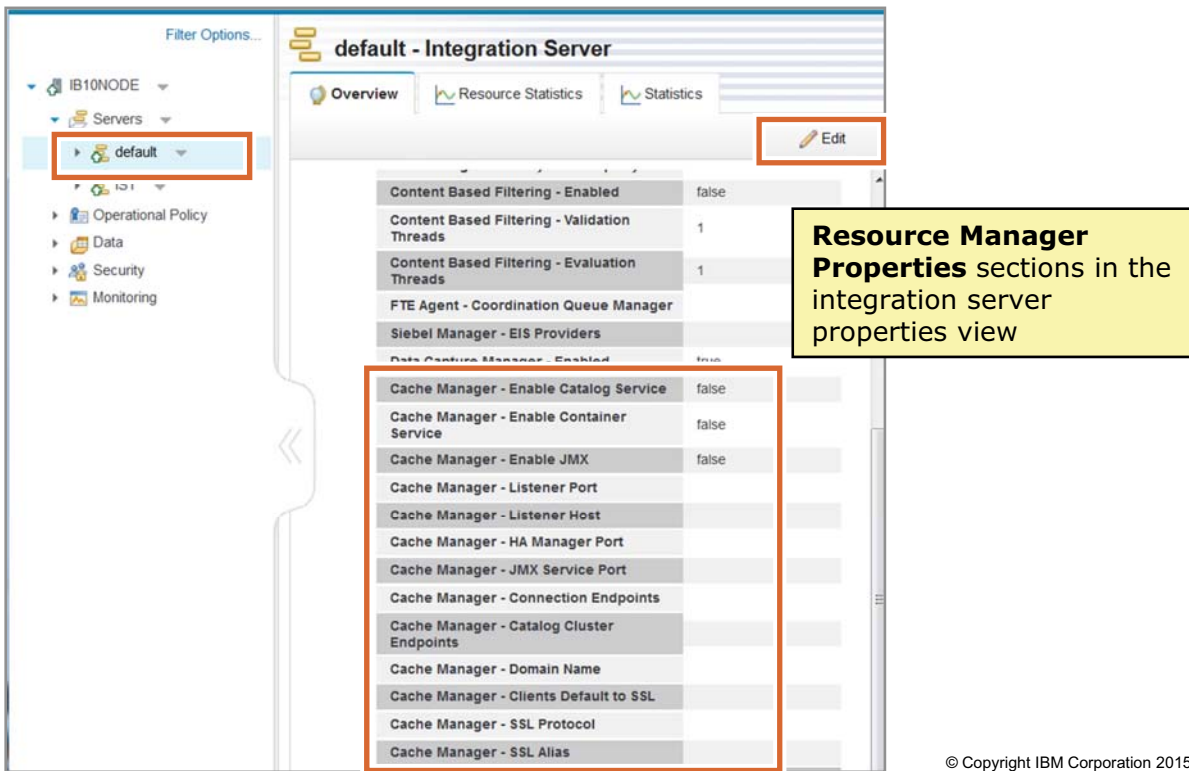 Filter Options...
IB10NODE
Servers
default
IST
Operational Policy
Data
Security
Monitoring
default - Integration Server
Overview
Resource Statistics
Statistics
Edit
Content Based Filtering - Enabled false
Content Based Filtering - Validation
Threads 1
Content Based Filtering - Evaluation
Threads 1
FTE Agent - Coordination Queue Manager
Siebel Manager - EIS Providers
Data Capture Manager - Enabled true
Cache Manager - Enable Catalog Service false
Cache Manager - Enable Container
Service false
Cache Manager - Enable JMX false
Cache Manager - Listener Port
Cache Manager - Listener Host
Cache Manager - HA Manager Port
Cache Manager - JMX Service Port
Cache Manager - Connection Endpoints
Cache Manager - Catalog Cluster
Endpoints
Cache Manager - Domain Name
Cache Manager - Clients Default to SSL
Cache Manager - SSL Protocol
Cache Manager - SSL Alias
Resource Manager
Properties sections in the
integration server
properties view
© Copyright IBM Corporation 2015